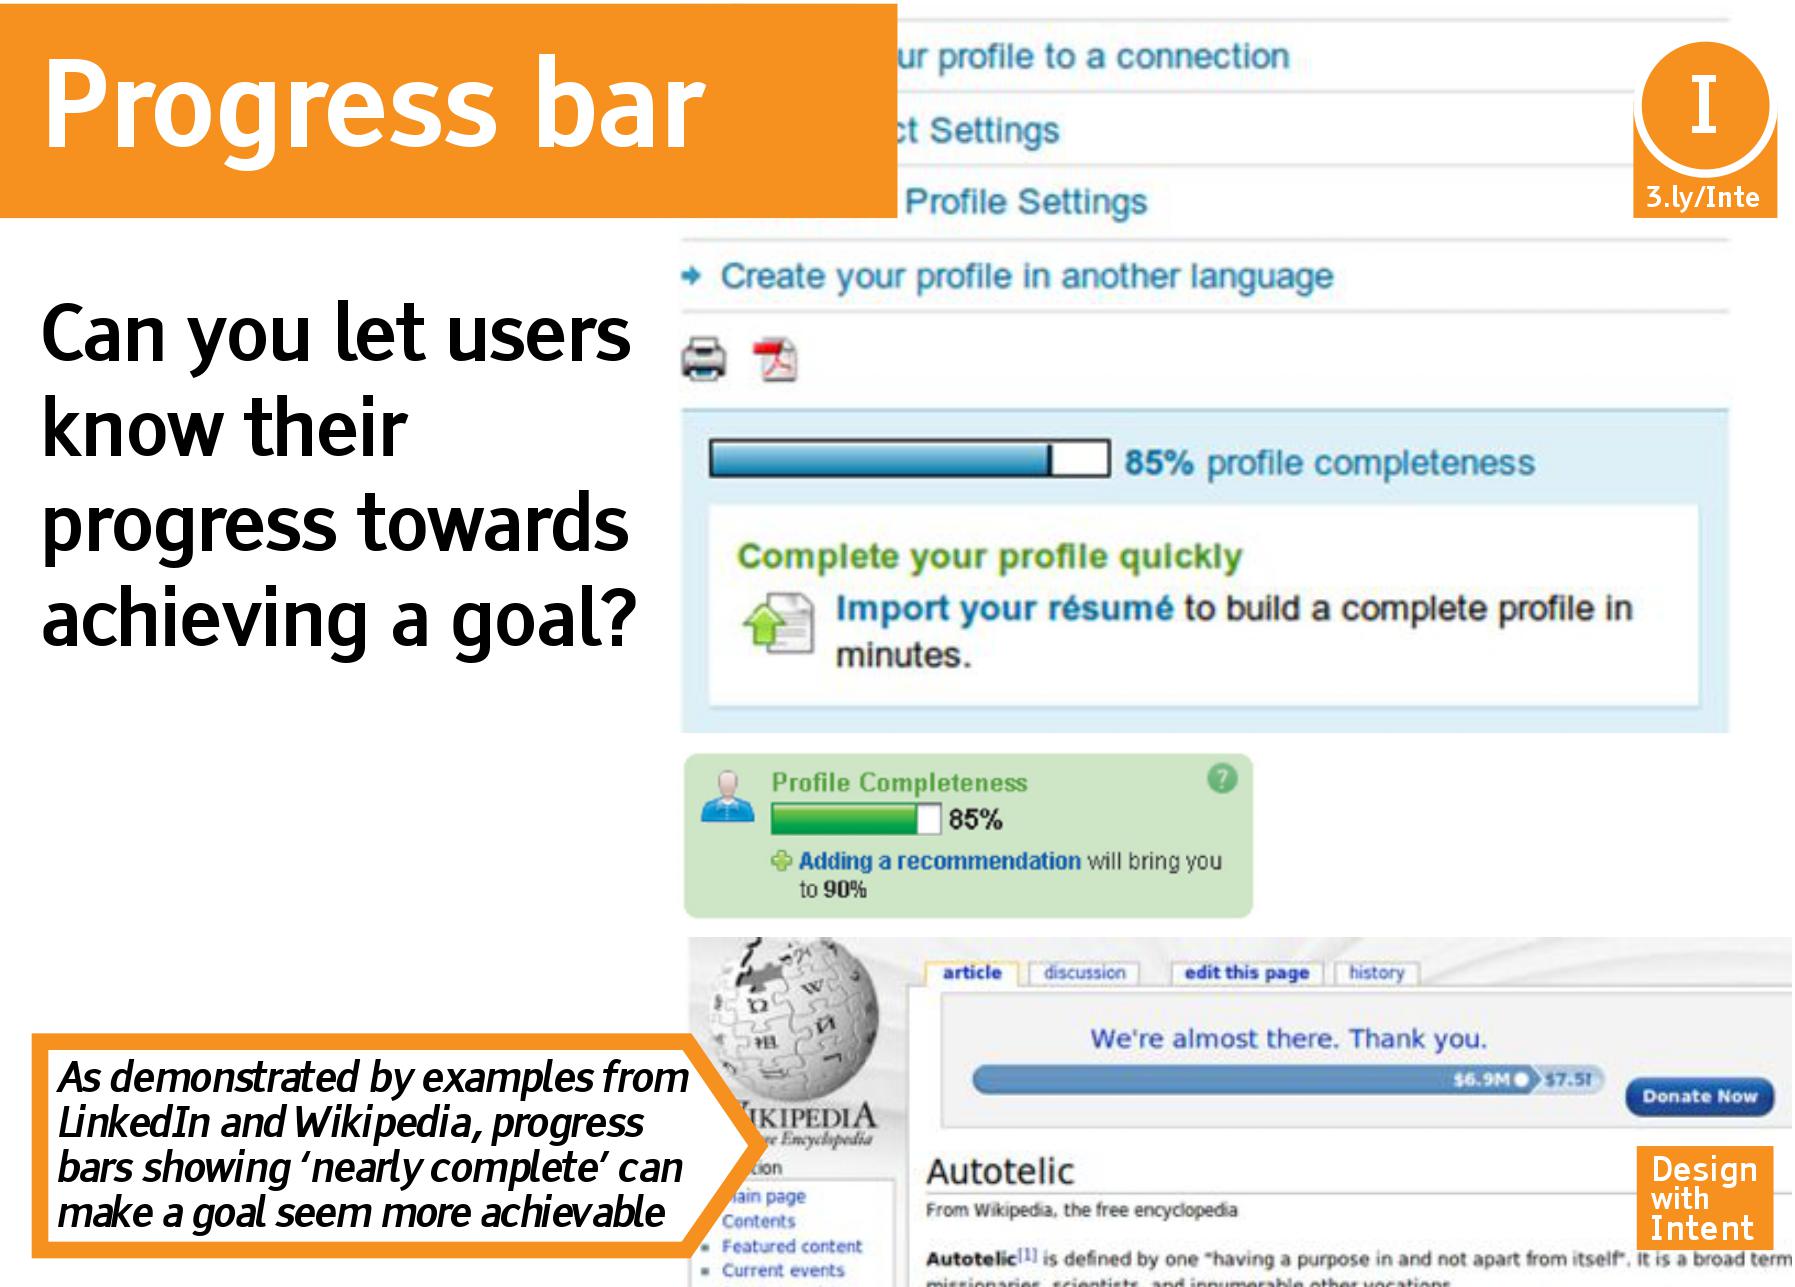 Progress bar
ur profile to a connection
ct Settings
Profile Settings
Create your profile in another language
I
3.ly/Inte
Can you let users
know their
progress towards
achieving a goal?
85% profile completeness
Complete your profile quickly
Import your résumé to build a complete profile in
minutes.
Profile Completeness
?
85%
Adding a recommendation will bring you
to 90%
As demonstrated by examples from
LinkedIn and Wikipedia, progress
bars showing ‘nearly complete’ can
make a goal seem more achievable
IKIPEDIA
e Encyclopedia
tion
ain page
Contents
Featured content
Current events
article
discussion
edit this page
history
We're almost there. Thank you.
$6.9M
$7.5
Donate Now
Autotelic
From Wikipedia, the free encyclopedia
Autotelic[1] is defined by one "having a purpose in and not apart from itself". It is a broad term
missionaries, scientists, and innumerable other vocations
Design
with
Intent